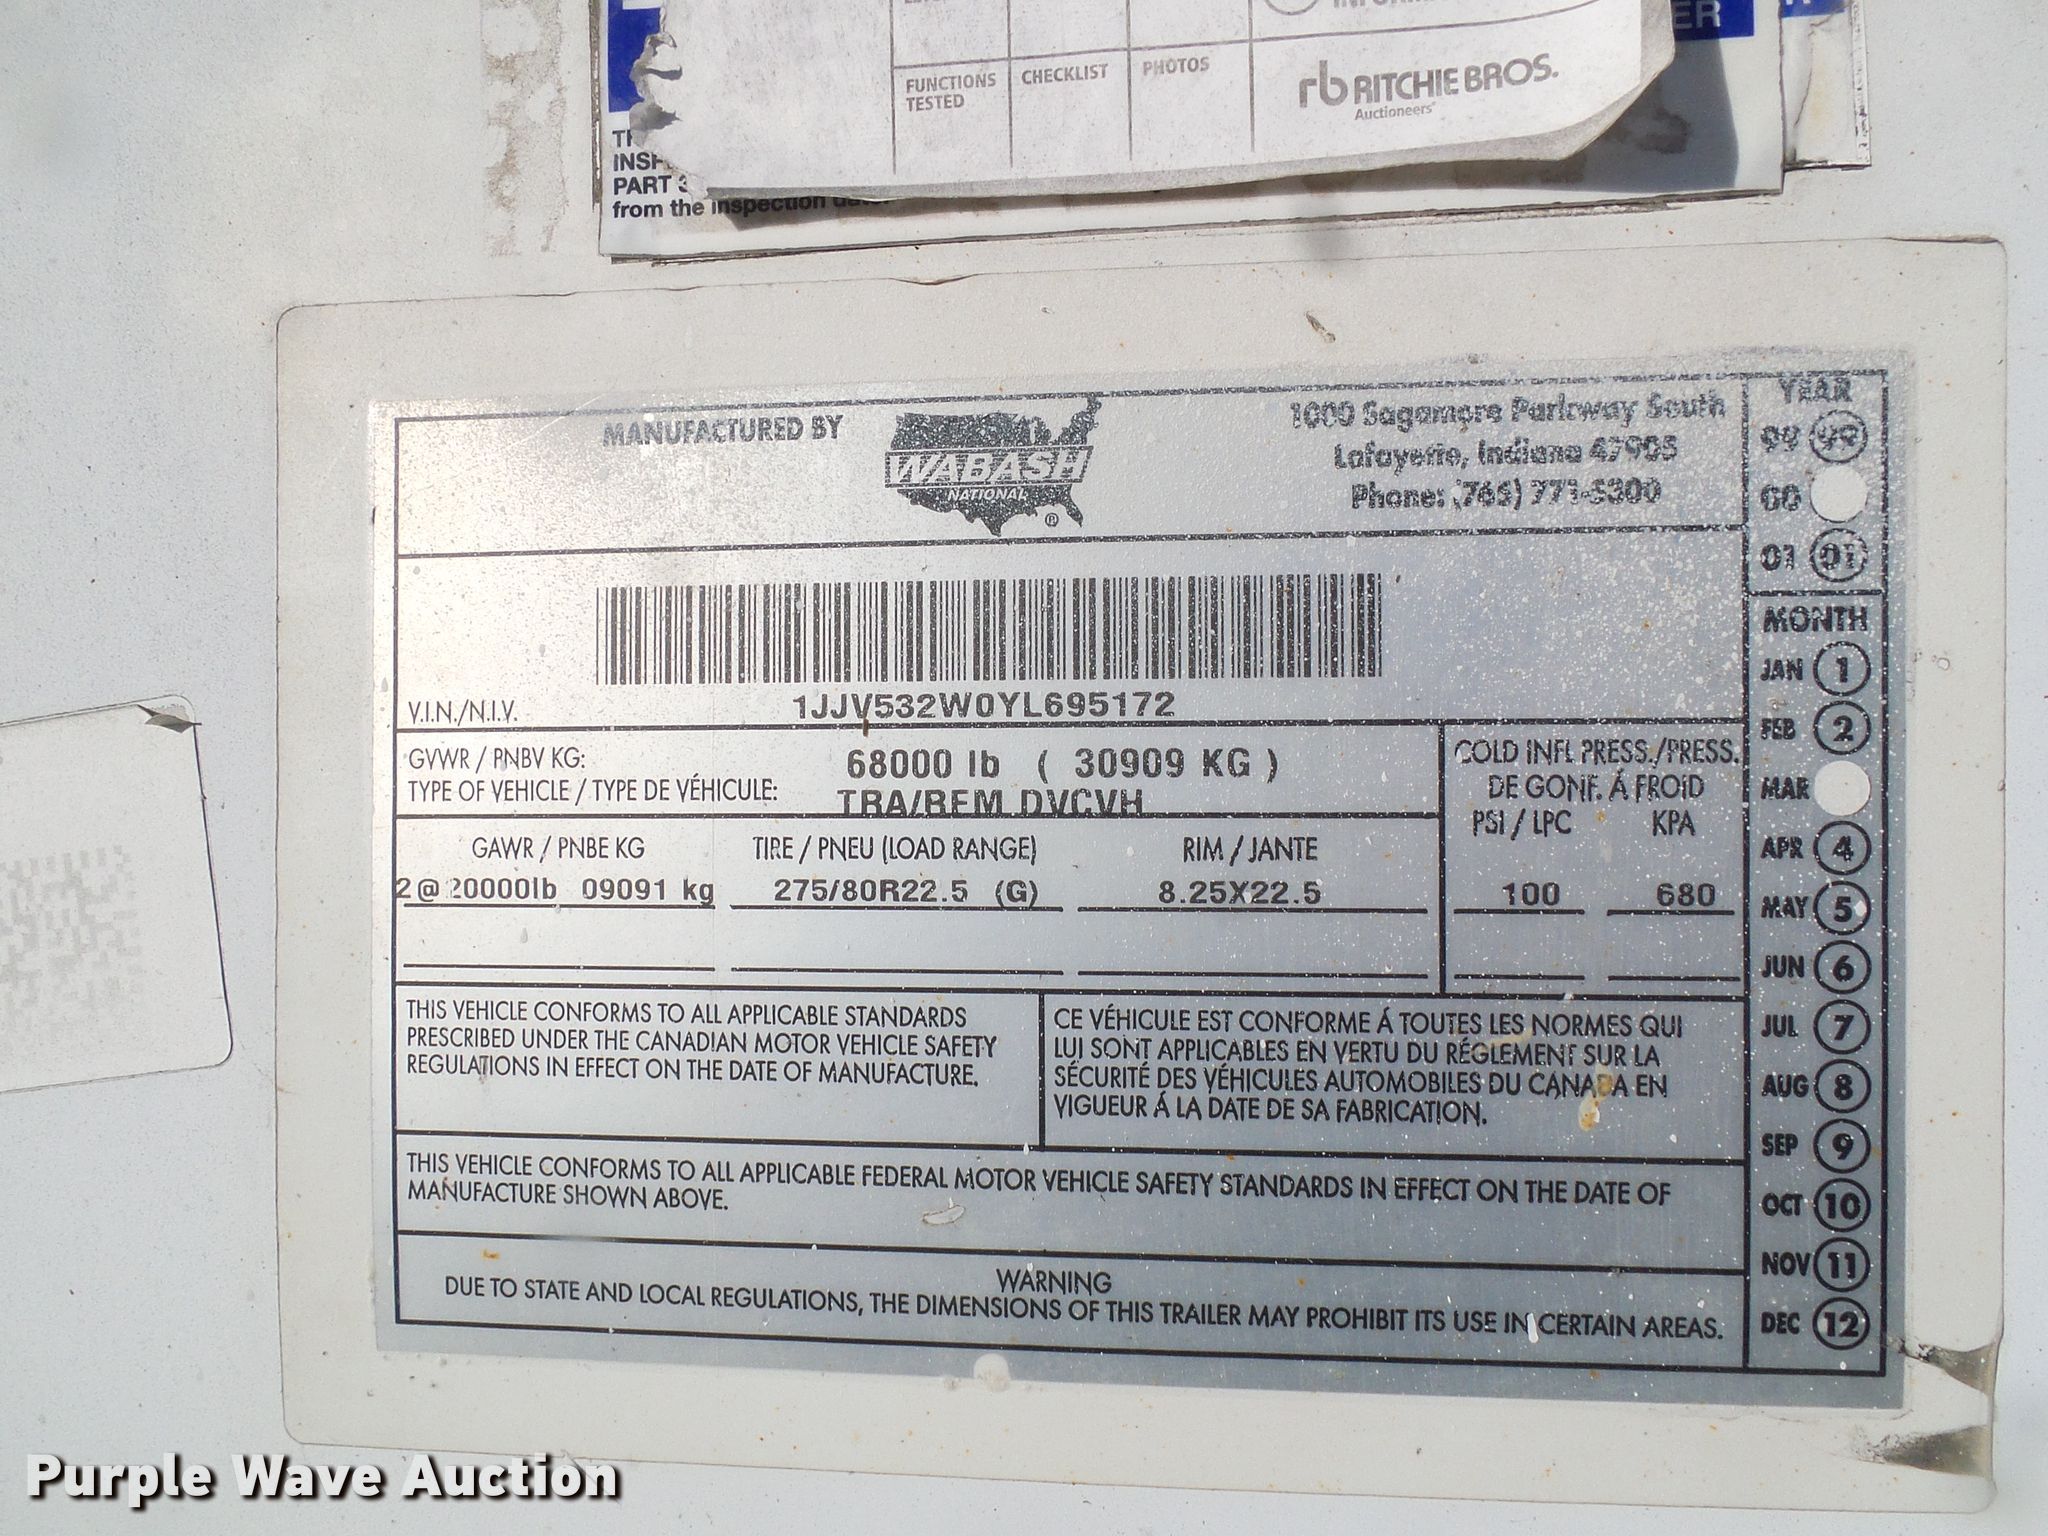 ER
R
FUNCTIONS TESTED
CHECKLIST
PHOTOS
rb RITCHIE BROS.
Auctioneers
PART
from the inspection
MANUFACTURED BY
WABASH
NATIONAL
®
1000 Sagamore Parkway South
Lafayette, Indiana 47905
Phone: (765) 771-5300
YEAR
99 99
00
01 01
MONTH
JAN 1
FEB 2
MAR
APR 4
MAY 5
JUN 6
JUL 7
AUG 8
SEP 9
OCT 10
NOV 11
DEC 12
V.I.N./N.I.V. 1JJV532W0YL695172
GVWR / PNBV KG: 68000 lb ( 30909 KG )
TYPE OF VEHICLE / TYPE DE VÉHICULE: TRA/REM DVCVH
COLD INFL PRESS./PRESS.
DE GONF. Á FROID
PSI / LPC KPA
GAWR / PNBE KG TIRE / PNEU (LOAD RANGE) RIM / JANTE
2@ 20000lb 09091 kg 275/80R22.5 (G) 8.25X22.5 100 680
THIS VEHICLE CONFORMS TO ALL APPLICABLE STANDARDS
PRESCRIBED UNDER THE CANADIAN MOTOR VEHICLE SAFETY
REGULATIONS IN EFFECT ON THE DATE OF MANUFACTURE.
CE VÉHICULE EST CONFORME Á TOUTES LES NORMES QUI
LUI SONT APPLICABLES EN VERTU DU RÉGLEMENT SUR LA
SÉCURITÉ DES VÉHICULES AUTOMOBILES DU CANADA EN
VIGUEUR Á LA DATE DE SA FABRICATION.
THIS VEHICLE CONFORMS TO ALL APPLICABLE FEDERAL MOTOR VEHICLE SAFETY STANDARDS IN EFFECT ON THE DATE OF
MANUFACTURE SHOWN ABOVE.
WARNING
DUE TO STATE AND LOCAL REGULATIONS, THE DIMENSIONS OF THIS TRAILER MAY PROHIBIT ITS USE IN CERTAIN AREAS.
Purple Wave Auction